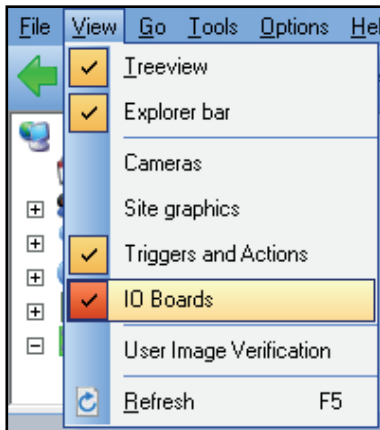 File View Go Tools Options Hel
Treeview
Explorer bar
Cameras
Site graphics
Triggers and Actions
IO Boards
User Image Verification
Refresh F5